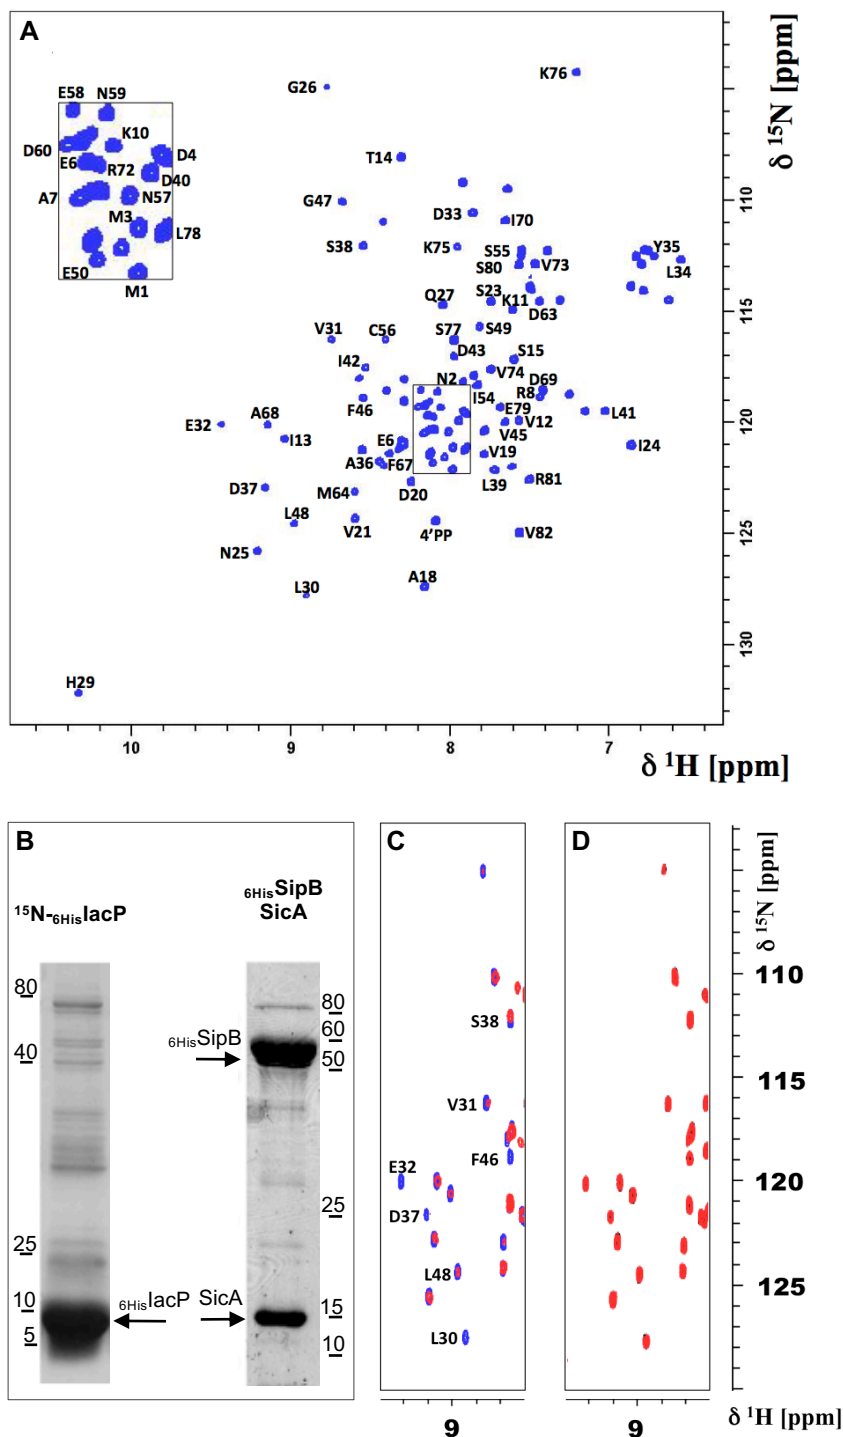 A
E58 N59
K10
D60
D4
E6
R72
D40
A7
N57
M3
L78
E50
M1
G26
K76
T14
G47
D33
I70
S38
K75
S55
Y35
S80
V73
L34
Q27
S23
K11
D63
V31
C56
S77
S49
D43
S15
I42
V74
N2
D69
F46
I54
R8
E79
L41
E32
A68
V12
I13
E6
V45
I24
A36
F67
V19
D37
M64
D20
L39
R81
L48
V21
4'PP
V82
N25
A18
L30
H29
110
115
120
125
130
δ 15N [ppm]
10 9 8 7
δ 1H [ppm]
B
15N-6HisIacP
6HisSipB
SicA
80
40
25
10
5
6HisIacP
6HisSipB
SicA
80
60
50
25
15
10
C
S38
V31
F46
E32
D37
L48
L30
9
D
9
δ 15N [ppm]
110
115
120
125
δ 1H [ppm]